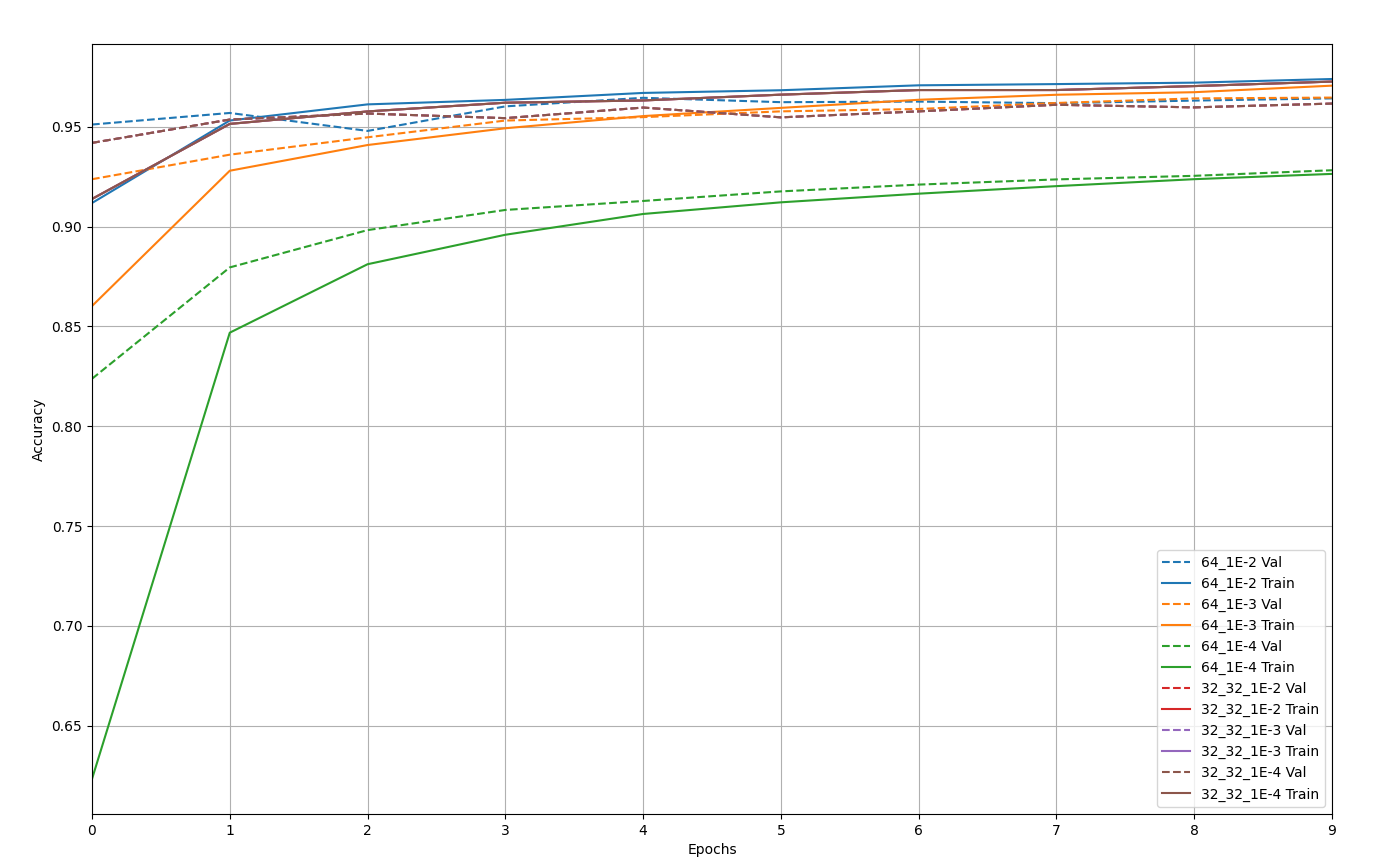 0.95
0.90
0.85
0.80
0.75
0.70
0.65
Accuracy
64_1E-2 Val
64_1E-2 Train
64_1E-3 Val
64_1E-3 Train
64_1E-4 Val
64_1E-4 Train
32_32_1E-2 Val
32_32_1E-2 Train
32_32_1E-3 Val
32_32_1E-3 Train
32_32_1E-4 Val
32_32_1E-4 Train
0 1 2 3 4 5 6 7 8 9
Epochs